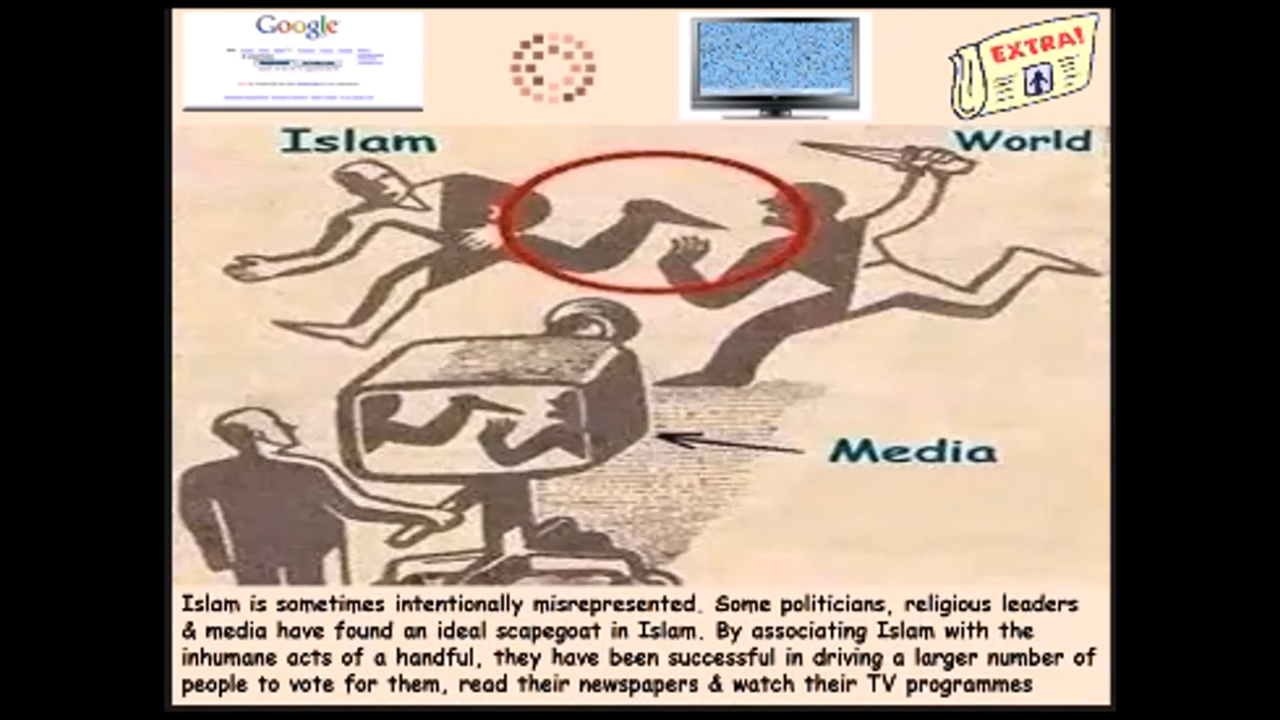 Google
EXTRA!
Islam
World
Media
Islam is sometimes intentionally misrepresented. Some politicians, religious leaders
& media have found an ideal scapegoat in Islam. By associating Islam with the
inhumane acts of a handful, they have been successful in driving a larger number of
people to vote for them, read their newspapers & watch their TV programmes